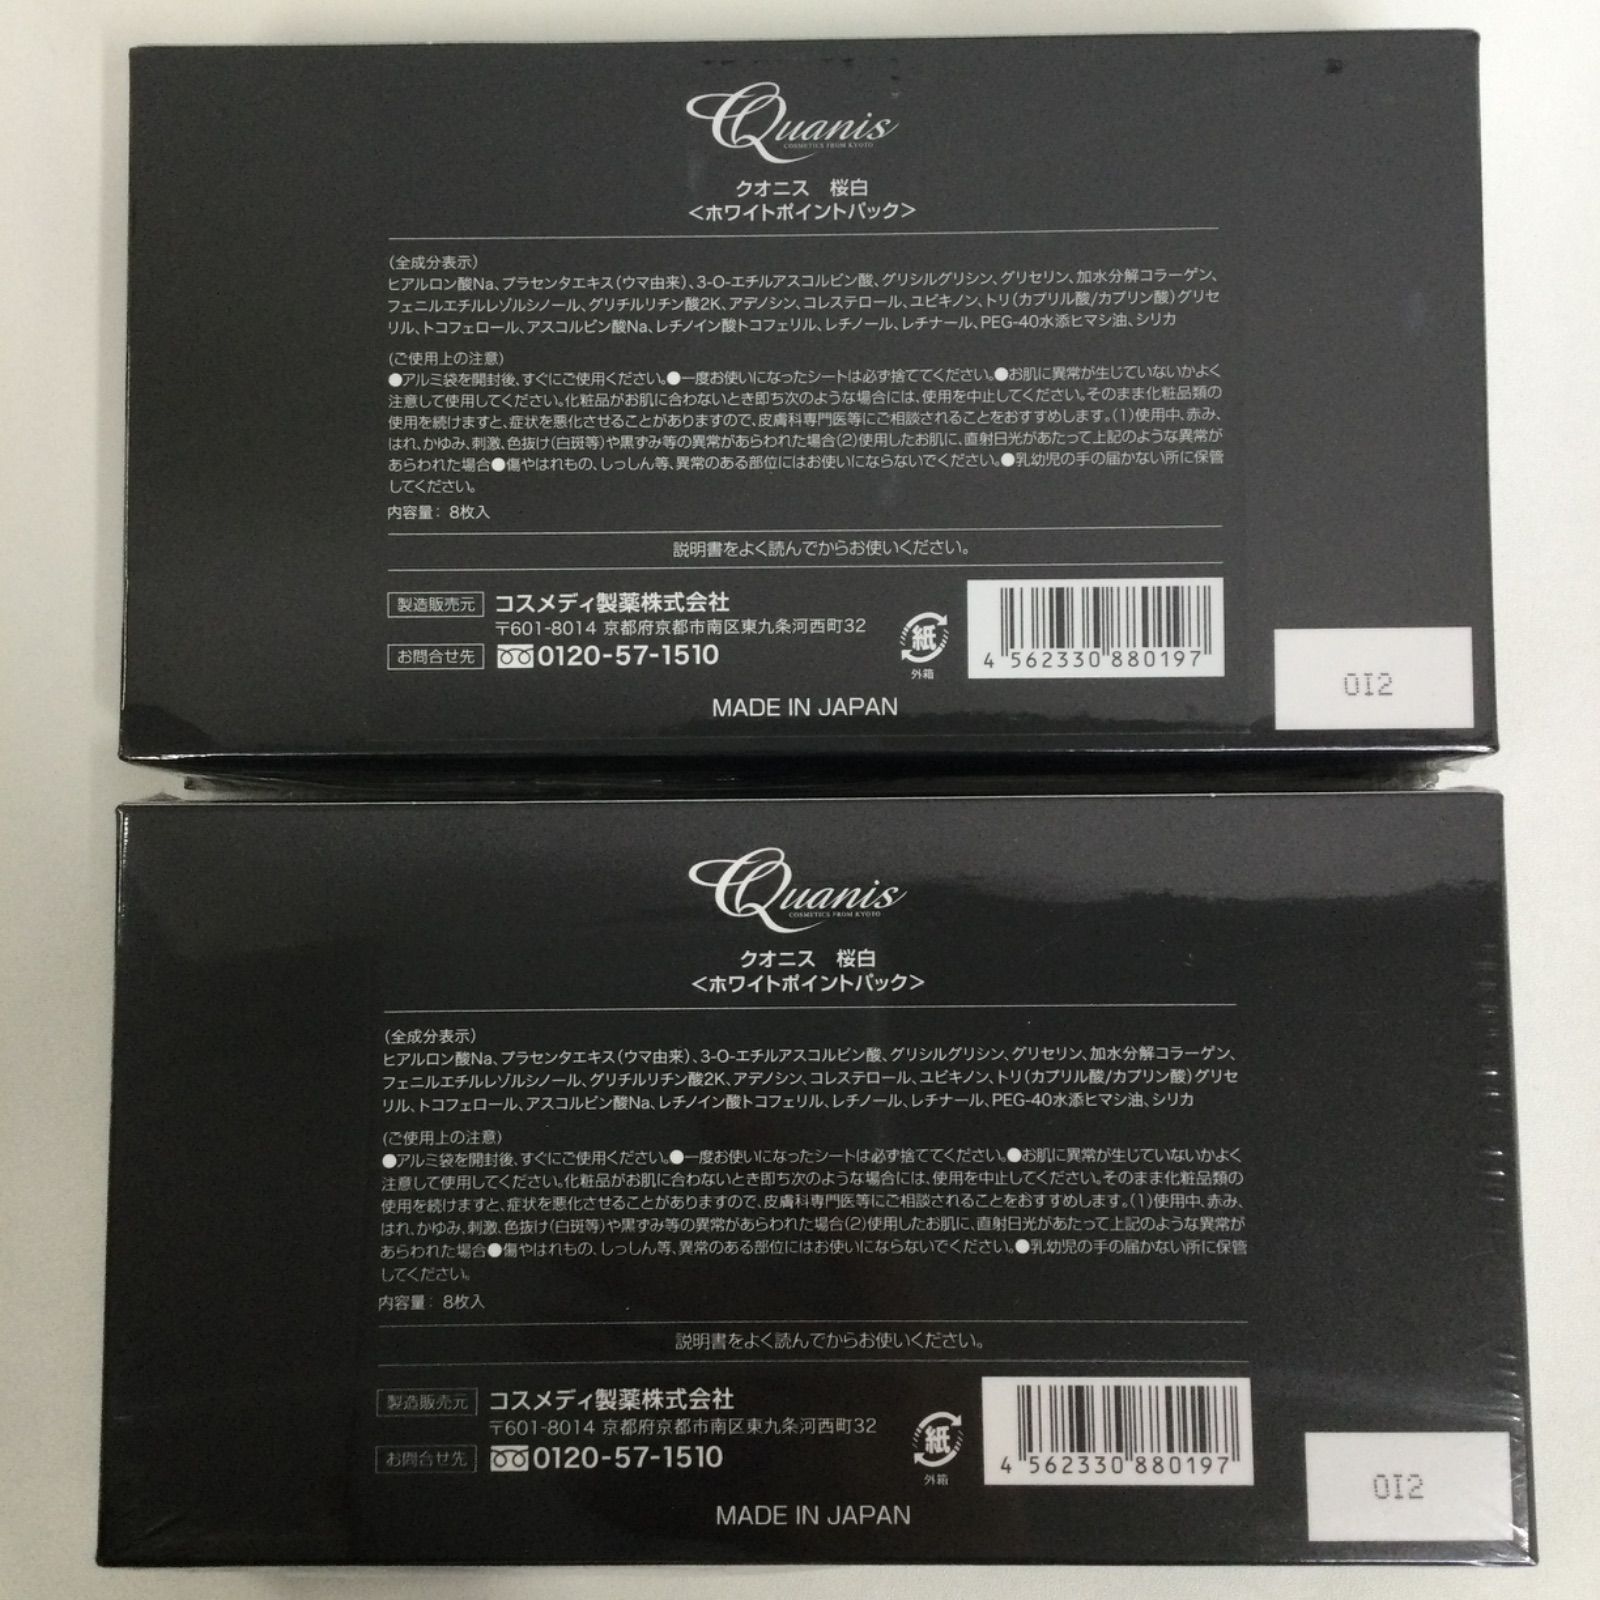 Quanis
COSMETICS FROM KYOTO
クオニス 桜白
＜ホワイトポイントパック＞
(全成分表示)
ヒアルロン酸Na、プラセンタエキス(ウマ由来)、3-O-エチルアスコルビン酸、グリシルグリシン、グリセリン、加水分解コラーゲン、
フェニルエチルレゾルシノール、グリチルリチン酸2K、アデノシン、コレステロール、ユビキノン、トリ(カプリル酸/カプリン酸)グリセ
リル、トコフェロール、アスコルビン酸Na、レチノイン酸トコフェリル、レチノール、レチナール、PEG-40水添ヒマシ油、シリカ
(ご使用上の注意)
●アルミ袋を開封後、すぐにご使用ください。●一度お使いになったシートは必ず捨ててください。●お肌に異常が生じていないかよく
注意して使用してください。化粧品がお肌に合わないとき即ち次のような場合には、使用を中止してください。そのまま化粧品類の
使用を続けますと、症状を悪化させることがありますので、皮膚科専門医等にご相談されることをおすすめします。(1)使用中、赤み、
はれ、かゆみ、刺激、色抜け(白斑等)や黒ずみ等の異常があらわれた場合(2)使用したお肌に、直射日光があたって上記のような異常が
あらわれた場合●傷やはれもの、しっしん等、異常のある部位にはお使いにならないでください。●乳幼児の手の届かない所に保管
してください。
内容量： 8枚入
説明書をよく読んでからお使いください。
製造販売元 コスメディ製薬株式会社
〒601-8014 京都府京都市南区東九条河西町32
お問合せ先 0120-57-1510
紙
外箱
4 562330 880197
MADE IN JAPAN
0I2
Quanis
COSMETICS FROM KYOTO
クオニス 桜白
＜ホワイトポイントパック＞
(全成分表示)
ヒアルロン酸Na、プラセンタエキス(ウマ由来)、3-O-エチルアスコルビン酸、グリシルグリシン、グリセリン、加水分解コラーゲン、
フェニルエチルレゾルシノール、グリチルリチン酸2K、アデノシン、コレステロール、ユビキノン、トリ(カプリル酸/カプリン酸)グリセ
リル、トコフェロール、アスコルビン酸Na、レチノイン酸トコフェリル、レチノール、レチナール、PEG-40水添ヒマシ油、シリカ
(ご使用上の注意)
●アルミ袋を開封後、すぐにご使用ください。●一度お使いになったシートは必ず捨ててください。●お肌に異常が生じていないかよく
注意して使用してください。化粧品がお肌に合わないとき即ち次のような場合には、使用を中止してください。そのまま化粧品類の
使用を続けますと、症状を悪化させることがありますので、皮膚科専門医等にご相談されることをおすすめします。(1)使用中、赤み、
はれ、かゆみ、刺激、色抜け(白斑等)や黒ずみ等の異常があらわれた場合(2)使用したお肌に、直射日光があたって上記のような異常が
あらわれた場合●傷やはれもの、しっしん等、異常のある部位にはお使いにならないでください。●乳幼児の手の届かない所に保管
してください。
内容量： 8枚入
説明書をよく読んでからお使いください。
製造販売元 コスメディ製薬株式会社
〒601-8014 京都府京都市南区東九条河西町32
お問合せ先 0120-57-1510
紙
外箱
4 562330 880197
MADE IN JAPAN
0I2